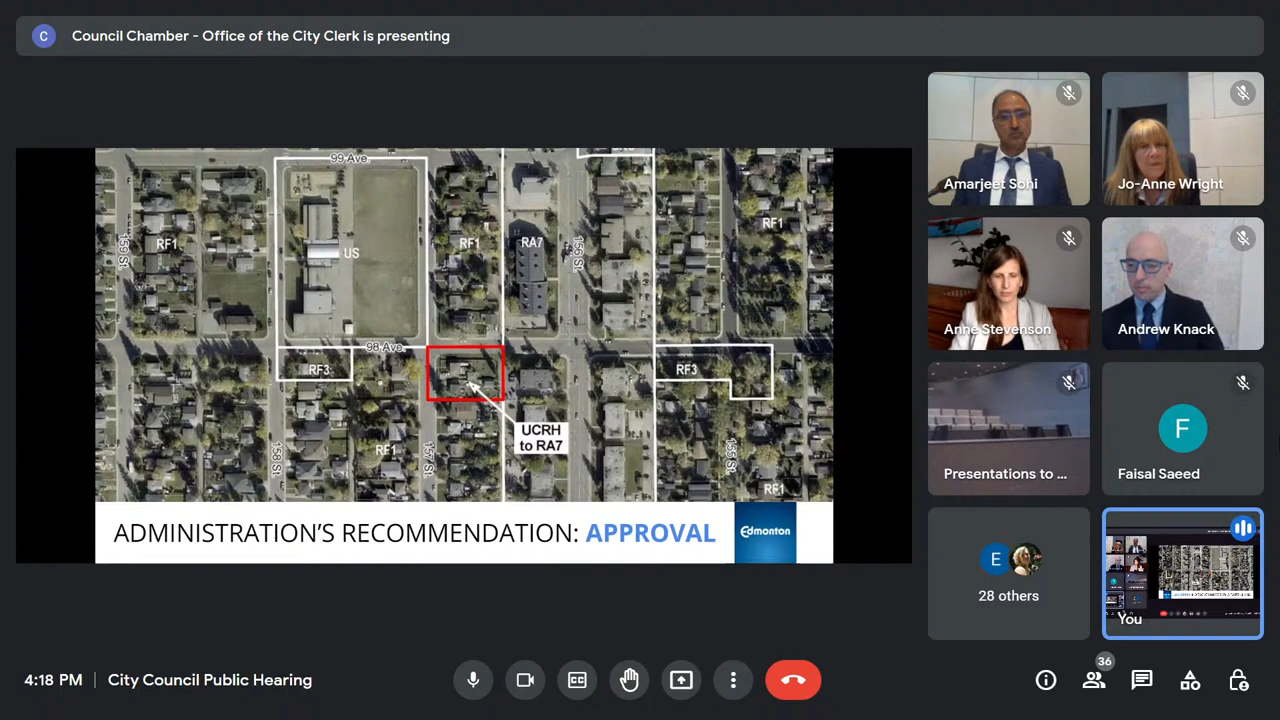 C
Council Chamber - Office of the City Clerk is presenting
99 Ave
159 St.
RF1
US
RF1
RA7
156 St.
RF1
98 Ave
RF3
RF3
UCRH
to RA7
158 St.
RF1
157 St.
RF1
ADMINISTRATION'S RECOMMENDATION: APPROVAL
Edmonton
Amarjeet Sohi
Jo-Anne Wright
Anne Stevenson
Andrew Knack
Presentations to ...
F
Faisal Saeed
E
28 others
You
4:18 PM
City Council Public Hearing
36